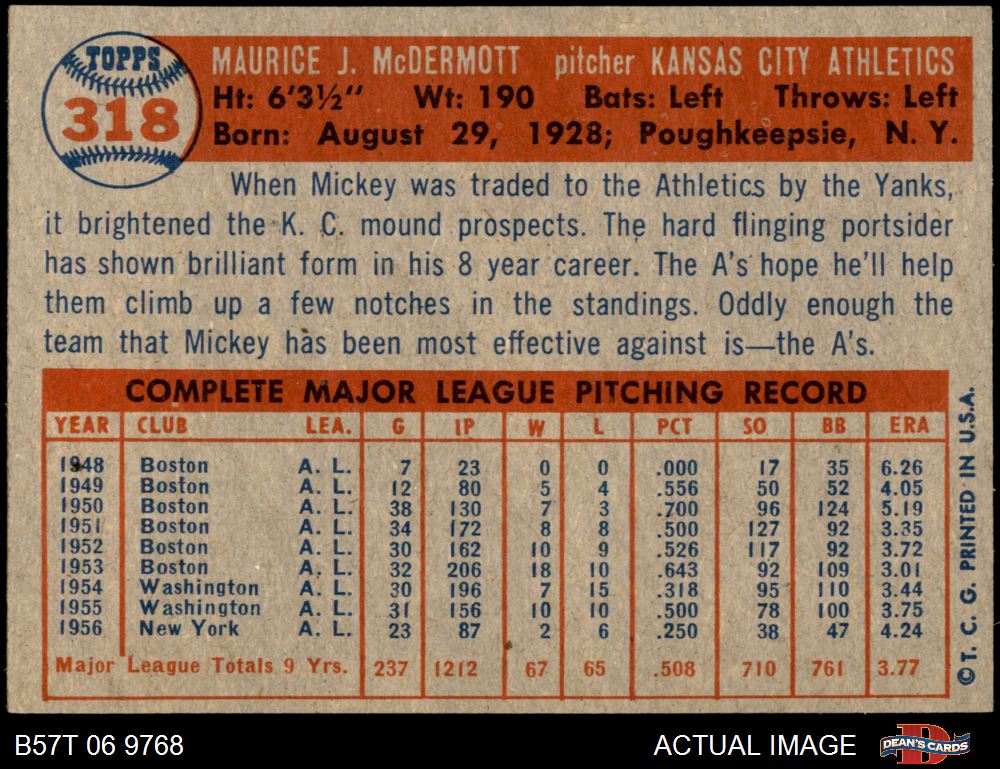 TOPPS
318
MAURICE J. McDERMOTT pitcher KANSAS CITY ATHLETICS
Ht: 6'3½" Wt: 190 Bats: Left Throws: Left
Born: August 29, 1928; Poughkeepsie, N. Y.
When Mickey was traded to the Athletics by the Yanks,
it brightened the K. C. mound prospects. The hard flinging portsider
has shown brilliant form in his 8 year career. The A's hope he'll help
them climb up a few notches in the standings. Oddly enough the
team that Mickey has been most effective against is—the A's.
COMPLETE MAJOR LEAGUE PITCHING RECORD
YEAR CLUB LEA. G IP W L PCT SO BB ERA
1948 Boston A. L. 7 23 0 0 .000 17 35 6.26
1949 Boston A. L. 12 80 5 4 .556 50 52 4.05
1950 Boston A. L. 38 130 7 3 .700 96 124 5.19
1951 Boston A. L. 34 172 8 8 .500 127 92 3.35
1952 Boston A. L. 30 162 10 9 .526 117 92 3.72
1953 Boston A. L. 32 206 18 10 .643 92 109 3.01
1954 Washington A. L. 30 196 7 15 .318 95 110 3.44
1955 Washington A. L. 31 156 10 10 .500 78 100 3.75
1956 New York A. L. 23 87 2 6 .250 38 47 4.24
Major League Totals 9 Yrs. 237 1212 67 65 .508 710 761 3.77
©T. C. G. PRINTED IN U.S.A.
B57T 06 9768
ACTUAL IMAGE
D
DEAN'S CARDS